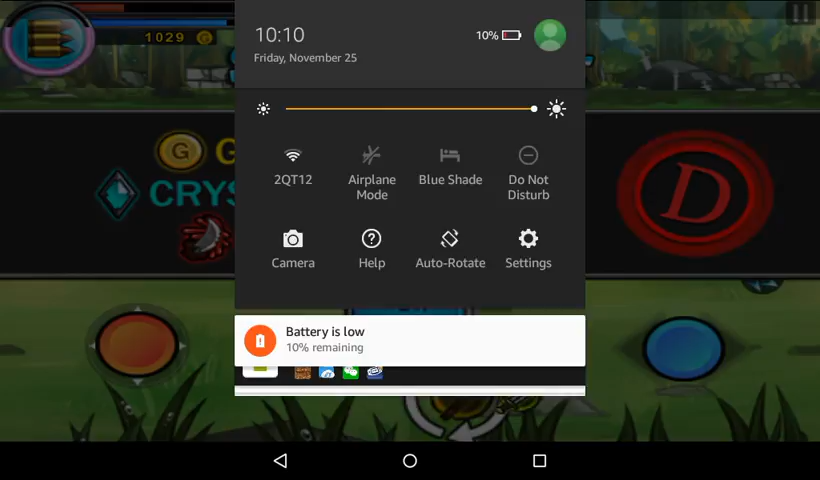 10:10
10%
Friday, November 25
1029 G
2QT12
Airplane
Mode
Blue Shade
Do Not
Disturb
G G
CRYS
D
Camera
Help
Auto-Rotate
Settings
Battery is low
10% remaining